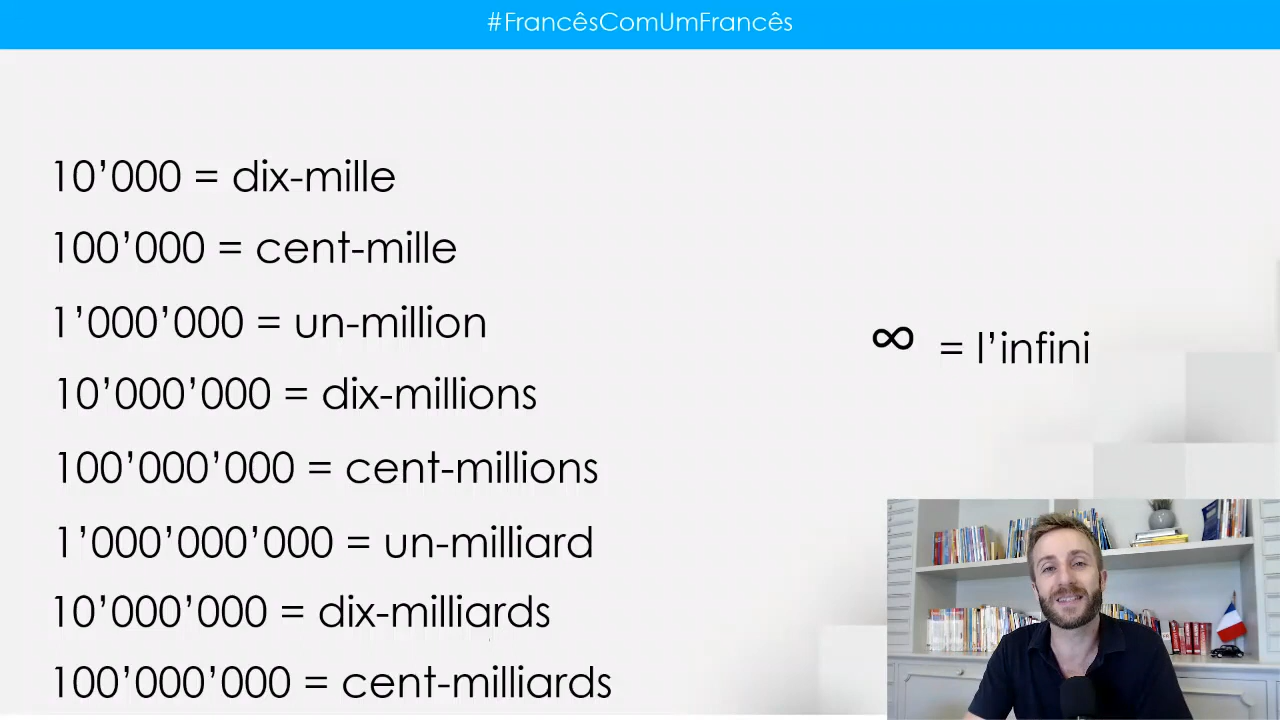 #FrancêsComUmFrancês
10’000 = dix-mille
100’000 = cent-mille
1’000’000 = un-million
10’000’000 = dix-millions
100’000’000 = cent-millions
1’000’000’000 = un-milliard
10’000’000 = dix-milliards
100’000’000 = cent-milliards
∞ = l’infini